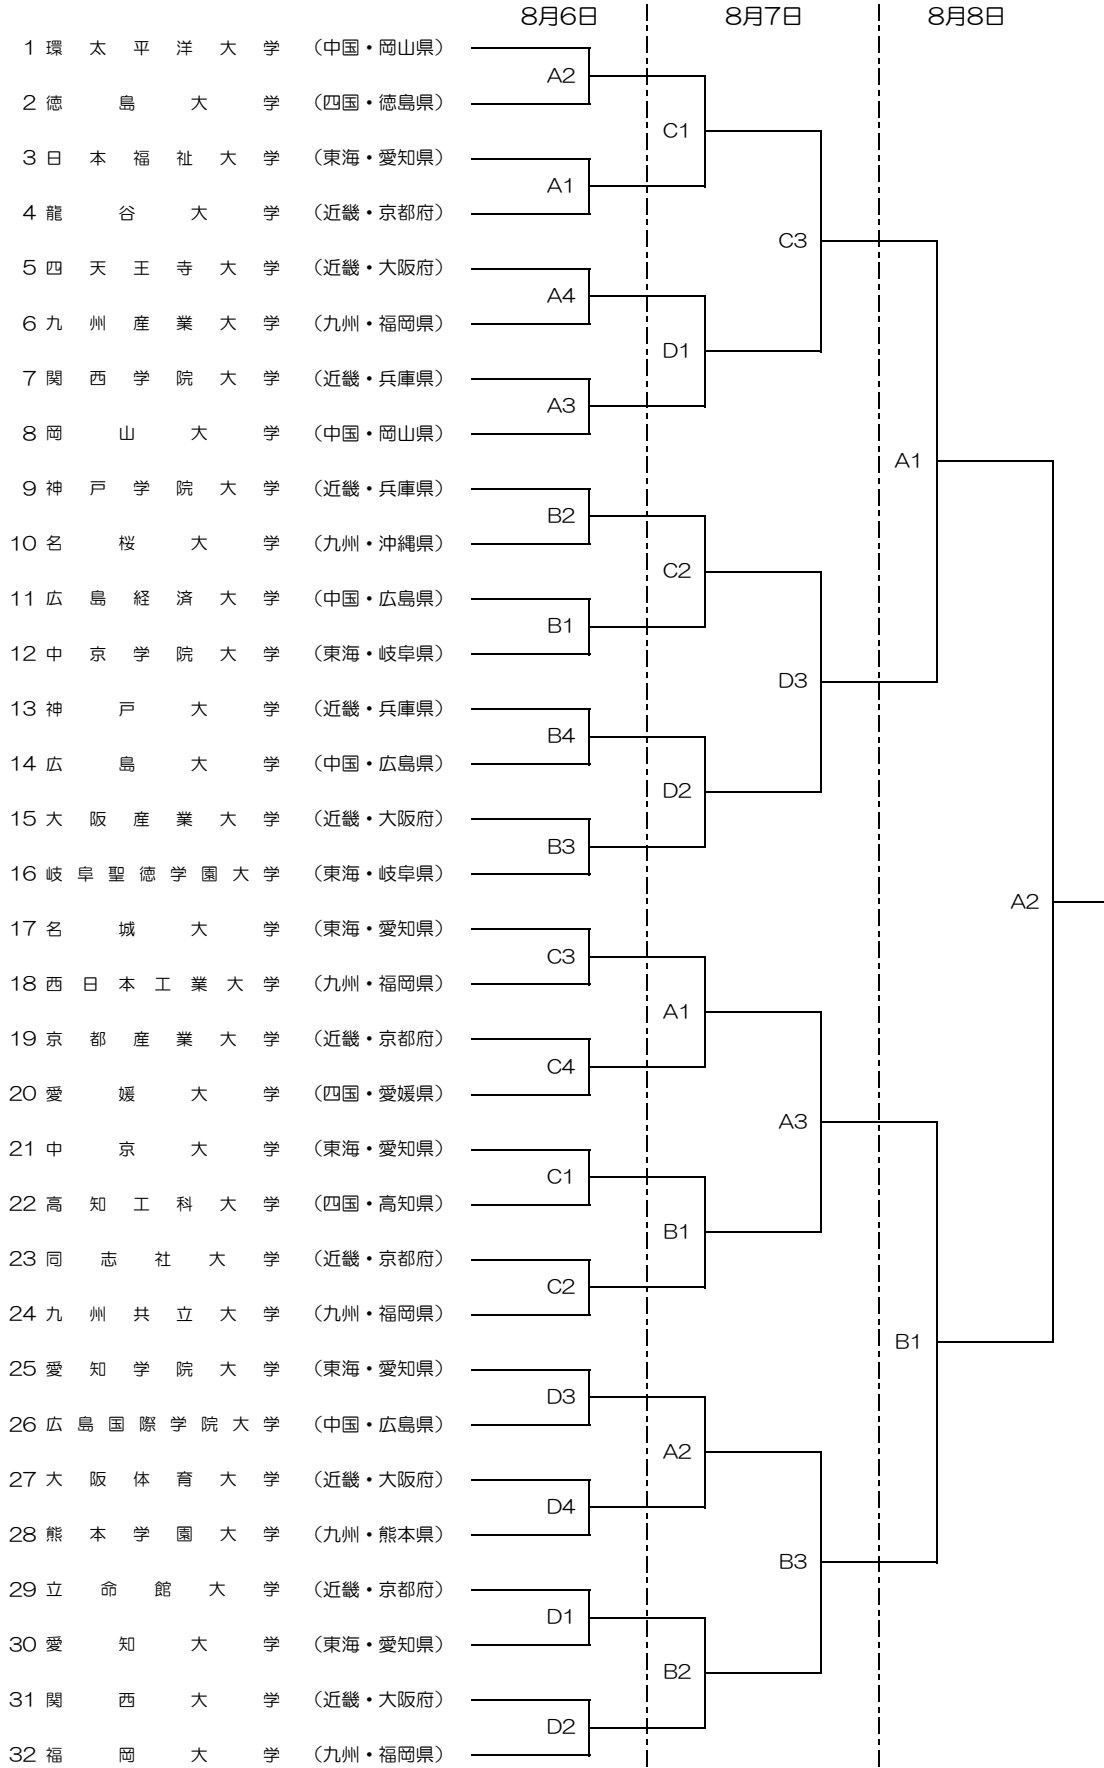 8月6日 8月7日 8月8日
1 環太平洋大学 （中国・岡山県）
A2
2 徳島大学 （四国・徳島県）
C1
3 日本福祉大学 （東海・愛知県）
A1
4 龍谷大学 （近畿・京都府）
C3
5 四天王寺大学 （近畿・大阪府）
A4
6 九州産業大学 （九州・福岡県）
D1
7 関西学院大学 （近畿・兵庫県）
A3
8 岡山大学 （中国・岡山県）
A1
9 神戸学院大学 （近畿・兵庫県）
B2
10 名桜大学 （九州・沖縄県）
C2
11 広島経済大学 （中国・広島県）
B1
12 中京学院大学 （東海・岐阜県）
D3
13 神戸大学 （近畿・兵庫県）
B4
14 広島大学 （中国・広島県）
D2
15 大阪産業大学 （近畿・大阪府）
B3
16 岐阜聖徳学園大学 （東海・岐阜県）
A2
17 名城大学 （東海・愛知県）
C3
18 西日本工業大学 （九州・福岡県）
A1
19 京都産業大学 （近畿・京都府）
C4
20 愛媛大学 （四国・愛媛県）
A3
21 中京大学 （東海・愛知県）
C1
22 高知工科大学 （四国・高知県）
B1
23 同志社大学 （近畿・京都府）
C2
24 九州共立大学 （九州・福岡県）
B1
25 愛知学院大学 （東海・愛知県）
D3
26 広島国際学院大学 （中国・広島県）
A2
27 大阪体育大学 （近畿・大阪府）
D4
28 熊本学園大学 （九州・熊本県）
B3
29 立命館大学 （近畿・京都府）
D1
30 愛知大学 （東海・愛知県）
B2
31 関西大学 （近畿・大阪府）
D2
32 福岡大学 （九州・福岡県）